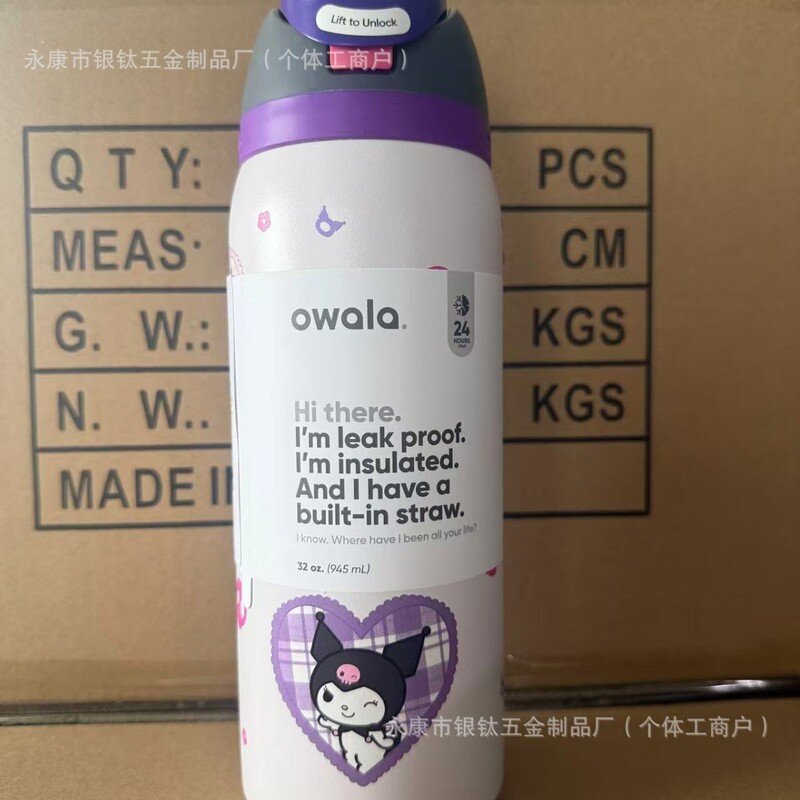 Lift to Unlock
永康市银钛五金制品厂（个体工商户）
Q T Y: PCS
MEAS: CM
G. W.: KGS
N. W.. KGS
MADE IN
owala®
24
HOURS
COLD
Hi there.
I'm leak proof.
I'm insulated.
And I have a
built-in straw.
I know. Where have I been all your life?
32 oz. (945 mL)
永康市银钛五金制品厂（个体工商户）